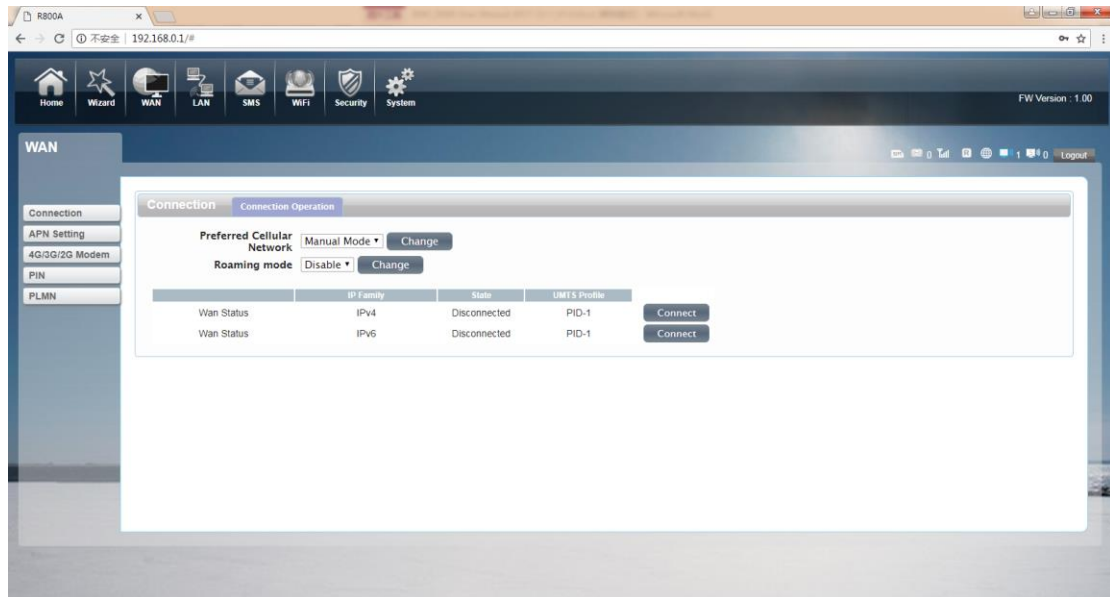 R800A
不安全 192.168.0.1/#
Home Wizard WAN LAN SMS WiFi Security System
FW Version : 1.00
WAN
0 1 0 Logout
Connection Connection Operation
Connection
APN Setting
4G/3G/2G Modem
PIN
PLMN
Preferred Cellular Network Manual Mode Change
Roaming mode Disable Change
IP Family State UMTS Profile
Wan Status IPv4 Disconnected PID-1 Connect
Wan Status IPv6 Disconnected PID-1 Connect